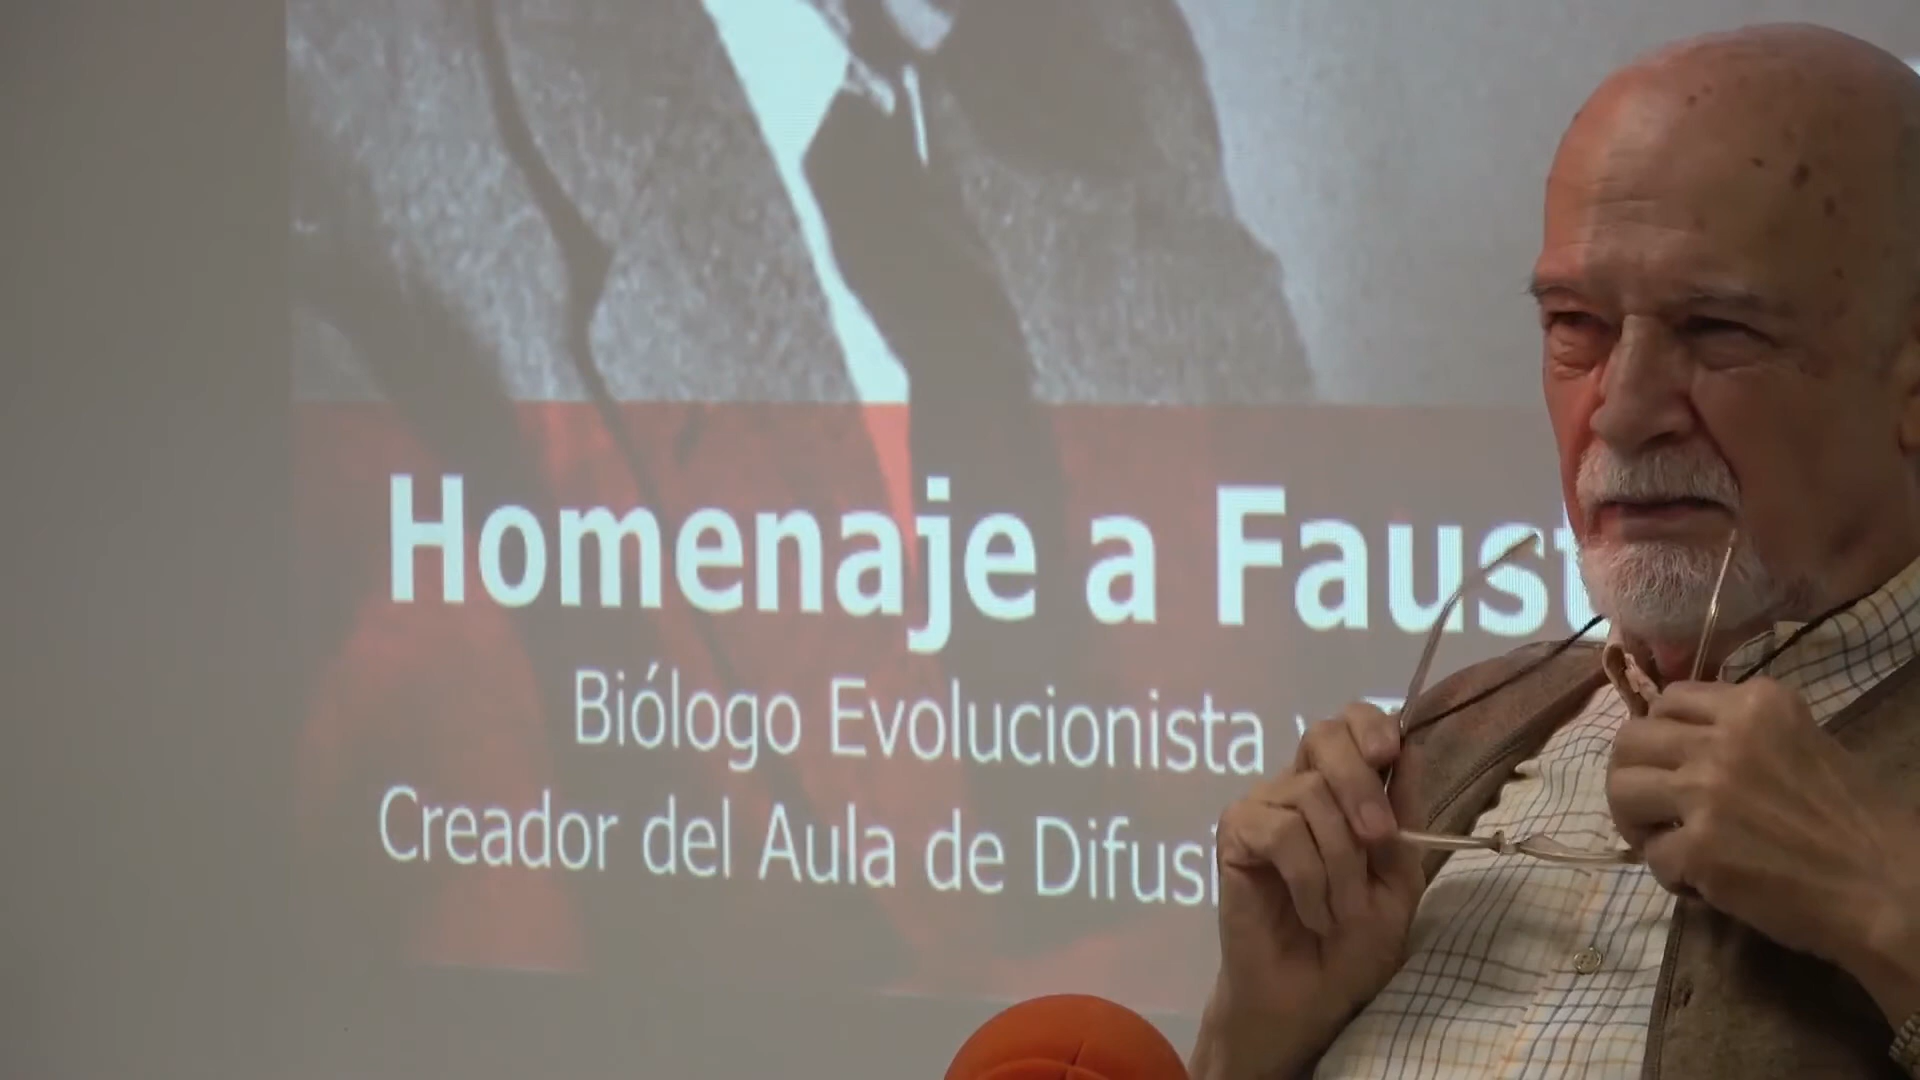 Homenaje a Faust
Biólogo Evolucionista y
Creador del Aula de Difusi